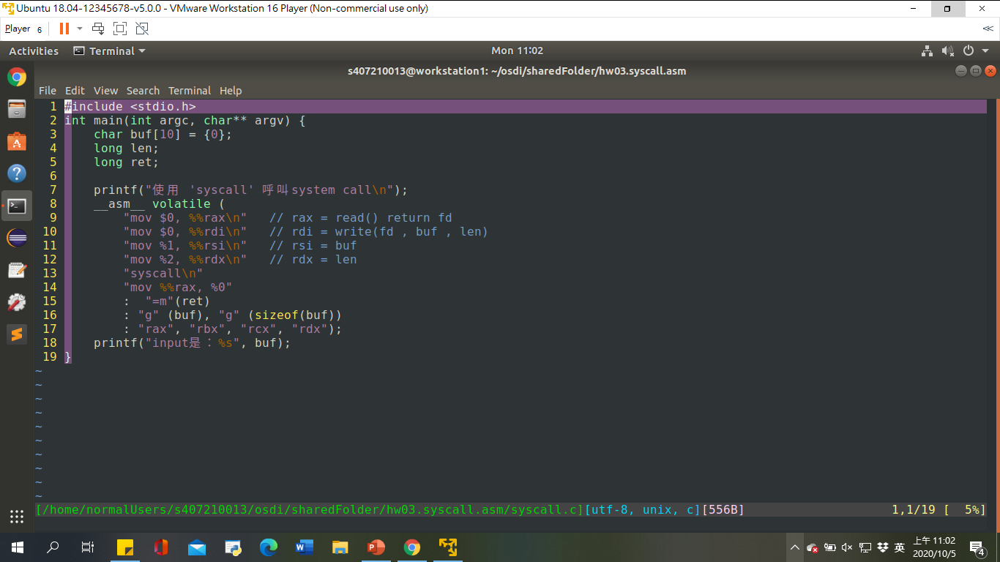 Ubuntu 18.04-12345678-v5.0.0 - VMware Workstation 16 Player (Non-commercial use only)
Player 6
Activities Terminal Mon 11:02
s407210013@workstation1: ~/osdi/sharedFolder/hw03.syscall.asm
File Edit View Search Terminal Help
1 #include <stdio.h>
2 int main(int argc, char** argv) {
3     char buf[10] = {0};
4     long len;
5     long ret;
6
7     printf("使用 'syscall' 呼叫system call\n");
8     __asm__ volatile (
9         "mov $0, %%rax\n"   // rax = read() return fd
10         "mov $0, %%rdi\n"   // rdi = write(fd , buf , len)
11         "mov %1, %%rsi\n"   // rsi = buf
12         "mov %2, %%rdx\n"   // rdx = len
13         "syscall\n"
14         "mov %%rax, %0"
15         :  "=m"(ret)
16         : "g" (buf), "g" (sizeof(buf))
17         : "rax", "rbx", "rcx", "rdx");
18     printf("input是：%s", buf);
19 }
~
~
~
~
~
~
~
~
~
~
[/home/normalUsers/s407210013/osdi/sharedFolder/hw03.syscall.asm/syscall.c][utf-8, unix, c][556B] 1,1/19 [  5%]
英 上午 11:02
2020/10/5
4